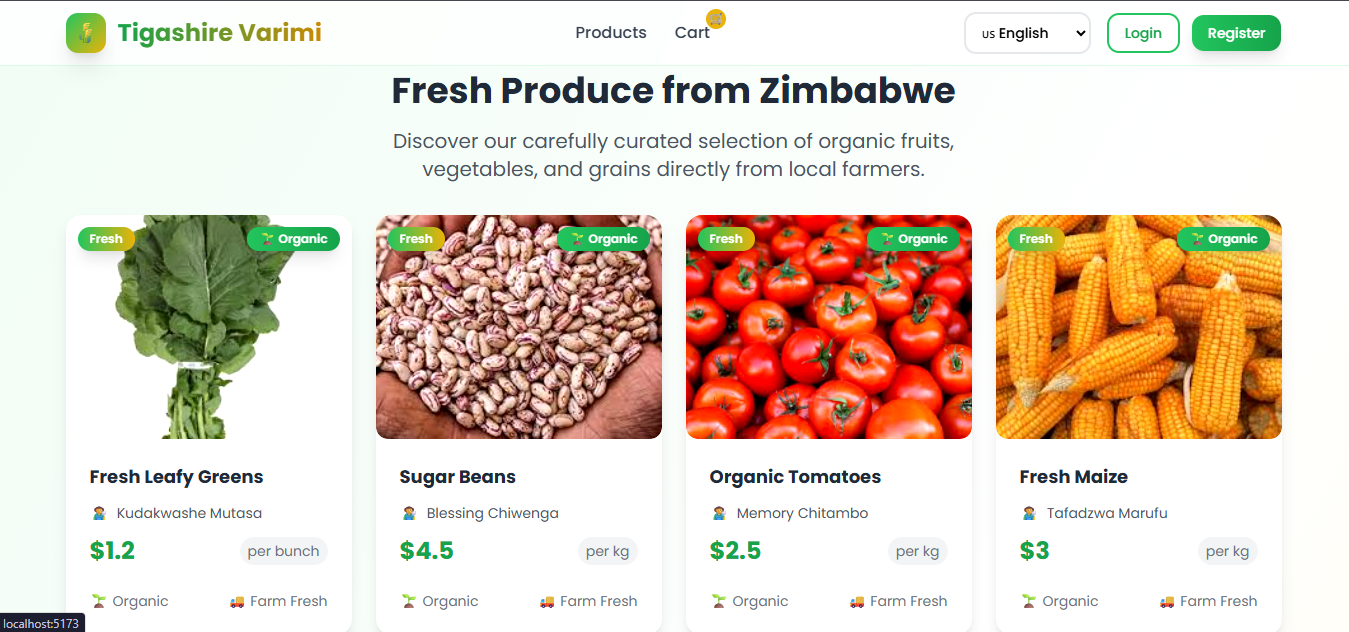 Tigashire Varimi
Products
Cart
us English
Login
Register
Fresh Produce from Zimbabwe
Discover our carefully curated selection of organic fruits,
vegetables, and grains directly from local farmers.
Fresh
Organic
Fresh
Organic
Fresh
Organic
Fresh
Organic
Fresh Leafy Greens
Kudakwashe Mutasa
$1.2
per bunch
Organic
Farm Fresh
Sugar Beans
Blessing Chiwenga
$4.5
per kg
Organic
Farm Fresh
Organic Tomatoes
Memory Chitambo
$2.5
per kg
Organic
Farm Fresh
Fresh Maize
Tafadzwa Marufu
$3
per kg
Organic
Farm Fresh
localhost:5173